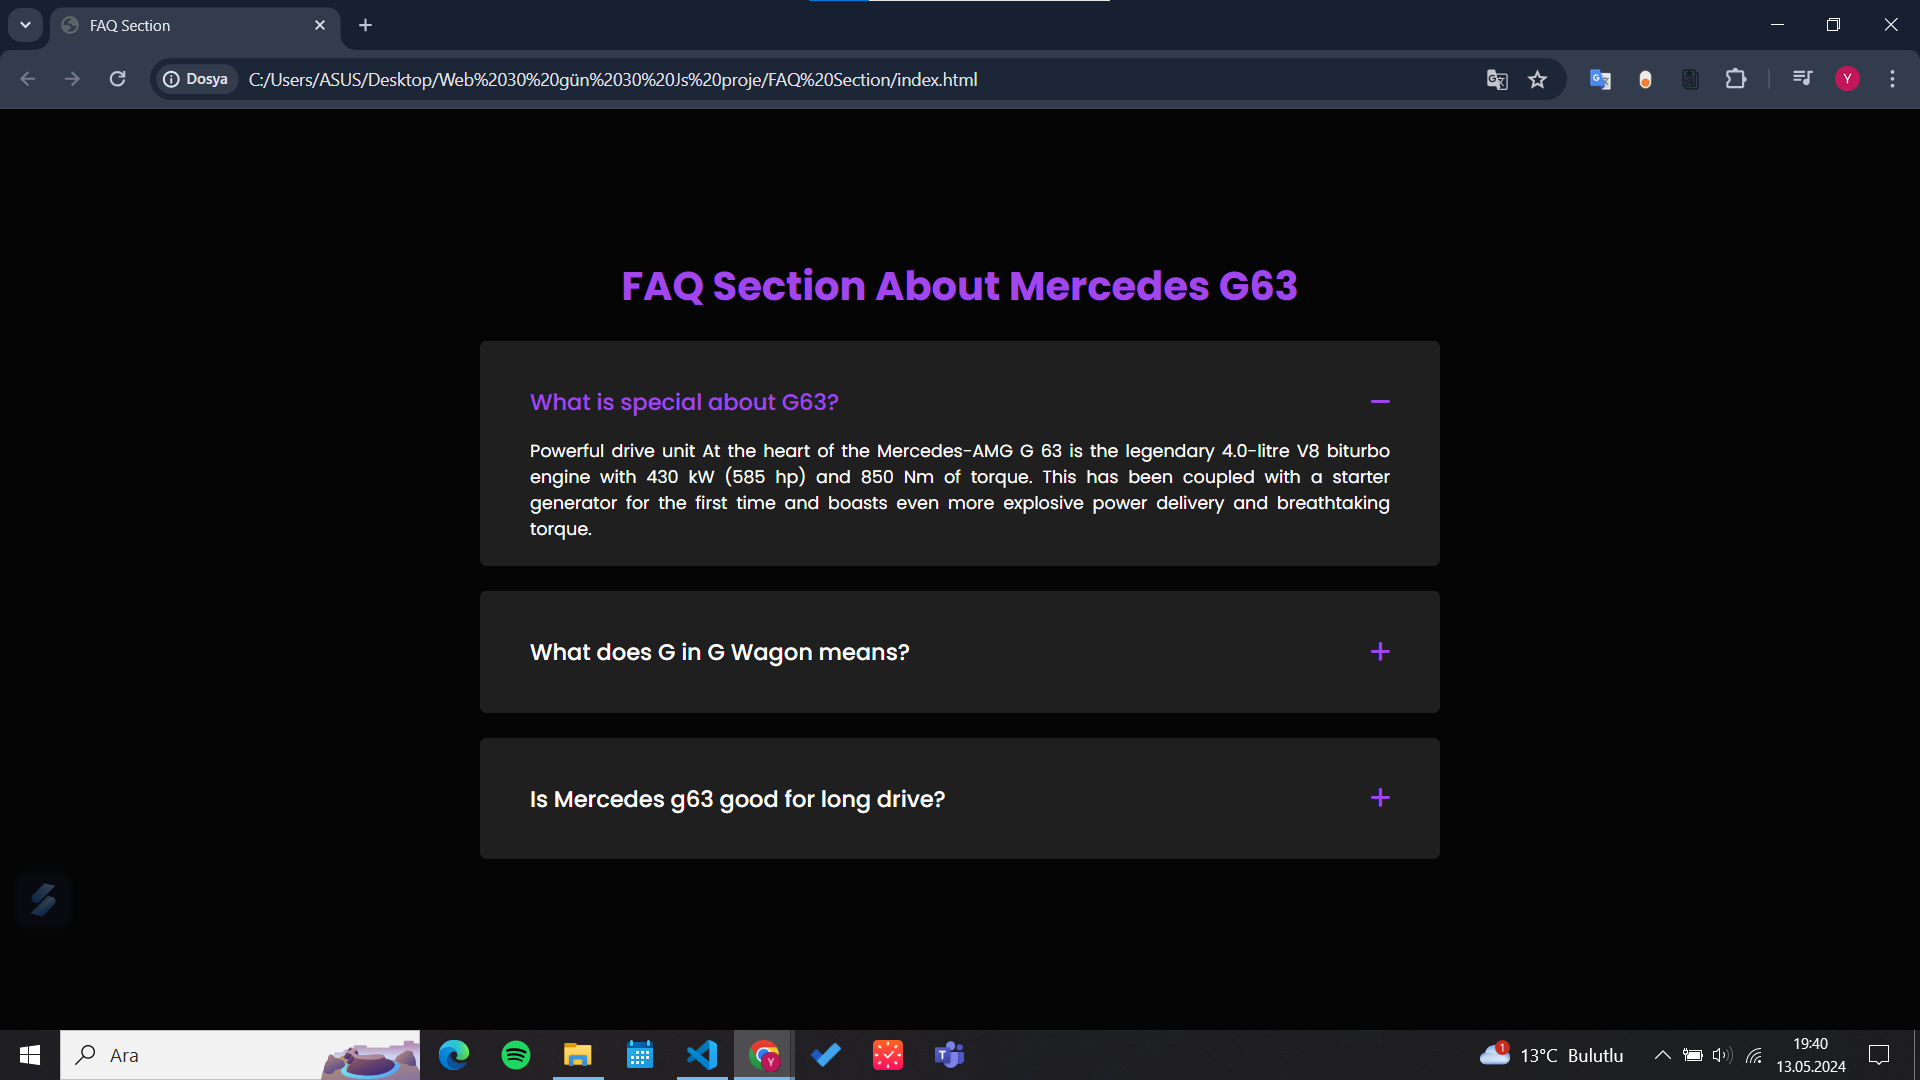 FAQ Section
Dosya
C:/Users/ASUS/Desktop/Web%2030%20gün%2030%20Js%20proje/FAQ%20Section/index.html
Y
FAQ Section About Mercedes G63
What is special about G63?
Powerful drive unit At the heart of the Mercedes-AMG G 63 is the legendary 4.0-litre V8 biturbo
engine with 430 kW (585 hp) and 850 Nm of torque. This has been coupled with a starter
generator for the first time and boasts even more explosive power delivery and breathtaking
torque.
What does G in G Wagon means?
Is Mercedes g63 good for long drive?
Ara
1
13°C Bulutlu
19:40
13.05.2024